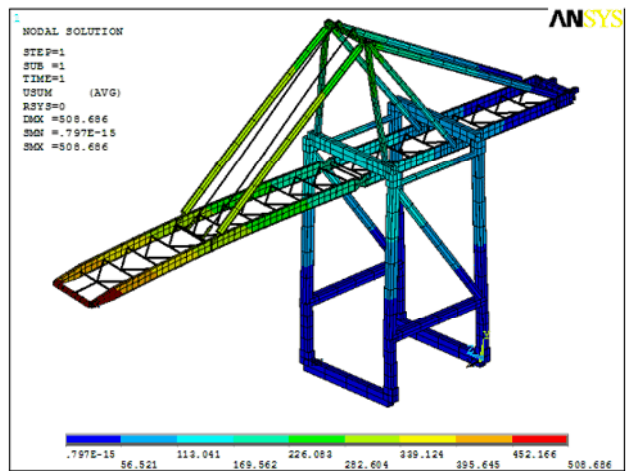 1
ANSYS
NODAL SOLUTION
STEP=1
SUB =1
TIME=1
USUM (AVG)
RSYS=0
DMX =508.686
SMN =.797E-15
SMX =508.686
.797E-15 113.041 226.083 339.124 452.166
56.521 169.562 282.604 395.645 508.686